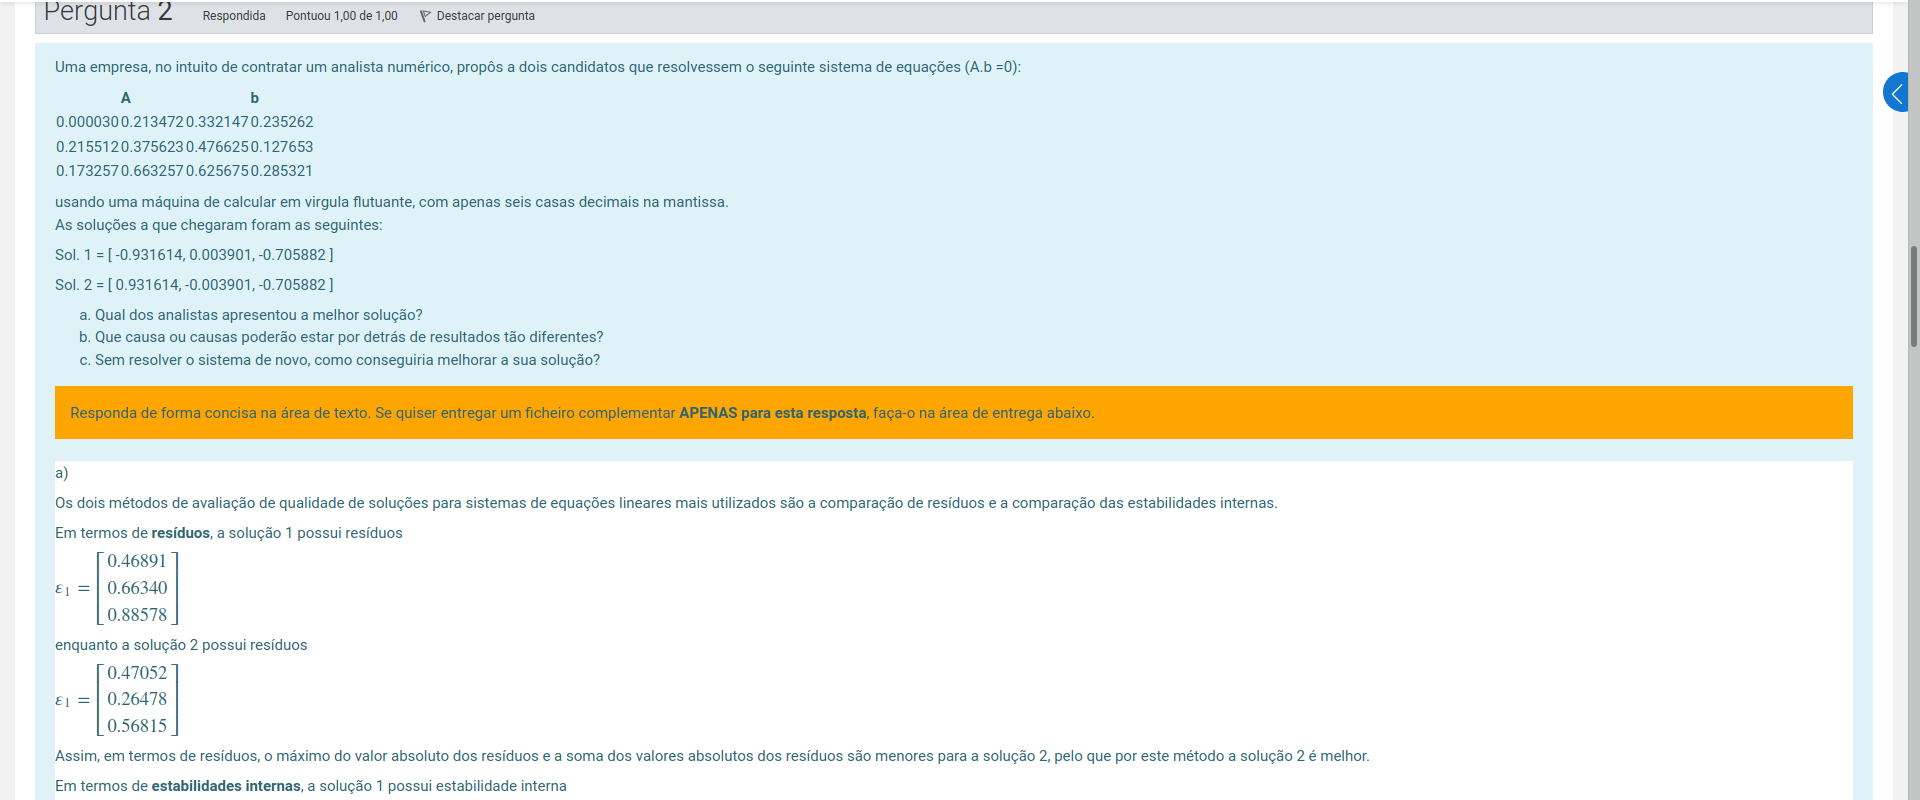 Pergunta 2 Respondida Pontuou 1,00 de 1,00 Destacar pergunta
Uma empresa, no intuito de contratar um analista numérico, propôs a dois candidatos que resolvessem o seguinte sistema de equações (A.b =0):
A b
0.000030 0.213472 0.332147 0.235262
0.215512 0.375623 0.476625 0.127653
0.173257 0.663257 0.625675 0.285321
usando uma máquina de calcular em virgula flutuante, com apenas seis casas decimais na mantissa.
As soluções a que chegaram foram as seguintes:
Sol. 1 = [ -0.931614, 0.003901, -0.705882 ]
Sol. 2 = [ 0.931614, -0.003901, -0.705882 ]
a. Qual dos analistas apresentou a melhor solução?
b. Que causa ou causas poderão estar por detrás de resultados tão diferentes?
c. Sem resolver o sistema de novo, como conseguiria melhorar a sua solução?
Responda de forma concisa na área de texto. Se quiser entregar um ficheiro complementar APENAS para esta resposta, faça-o na área de entrega abaixo.
a)
Os dois métodos de avaliação de qualidade de soluções para sistemas de equações lineares mais utilizados são a comparação de resíduos e a comparação das estabilidades internas.
Em termos de resíduos, a solução 1 possui resíduos
0.46891
ε1 = 0.66340
0.88578
enquanto a solução 2 possui resíduos
0.47052
ε1 = 0.26478
0.56815
Assim, em termos de resíduos, o máximo do valor absoluto dos resíduos e a soma dos valores absolutos dos resíduos são menores para a solução 2, pelo que por este método a solução 2 é melhor.
Em termos de estabilidades internas, a solução 1 possui estabilidade interna